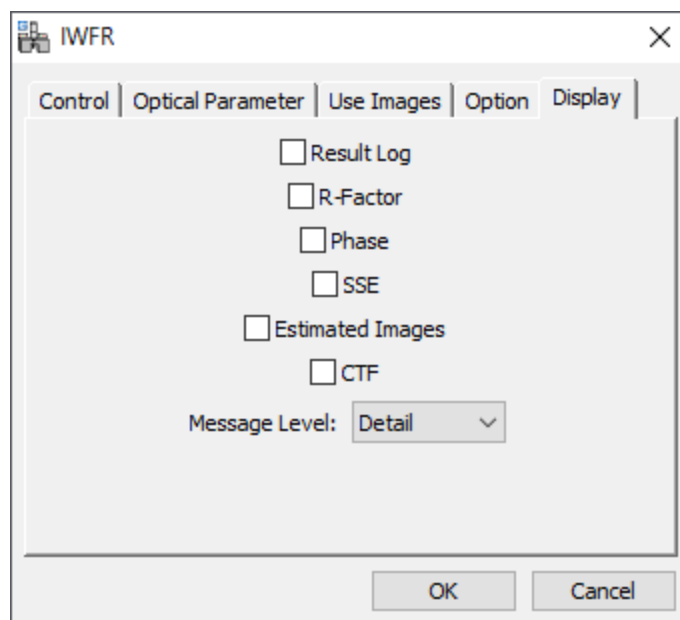 IWFR
Control Optical Parameter Use Images Option Display
Result Log
R-Factor
Phase
SSE
Estimated Images
CTF
Message Level: Detail
OK Cancel